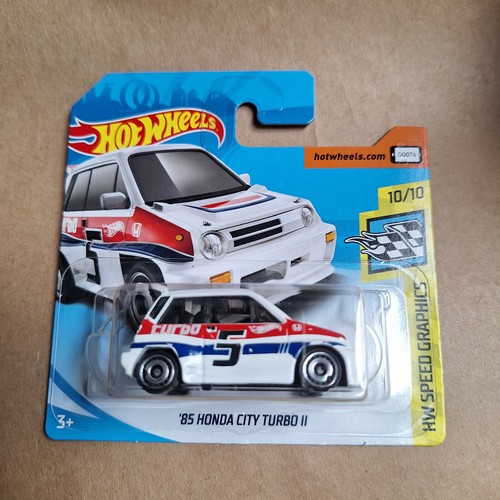 HOT WHEELS
hotwheels.com
10/10
HW SPEED GRAPHICS
turbo
5
'85 HONDA CITY TURBO II
3+